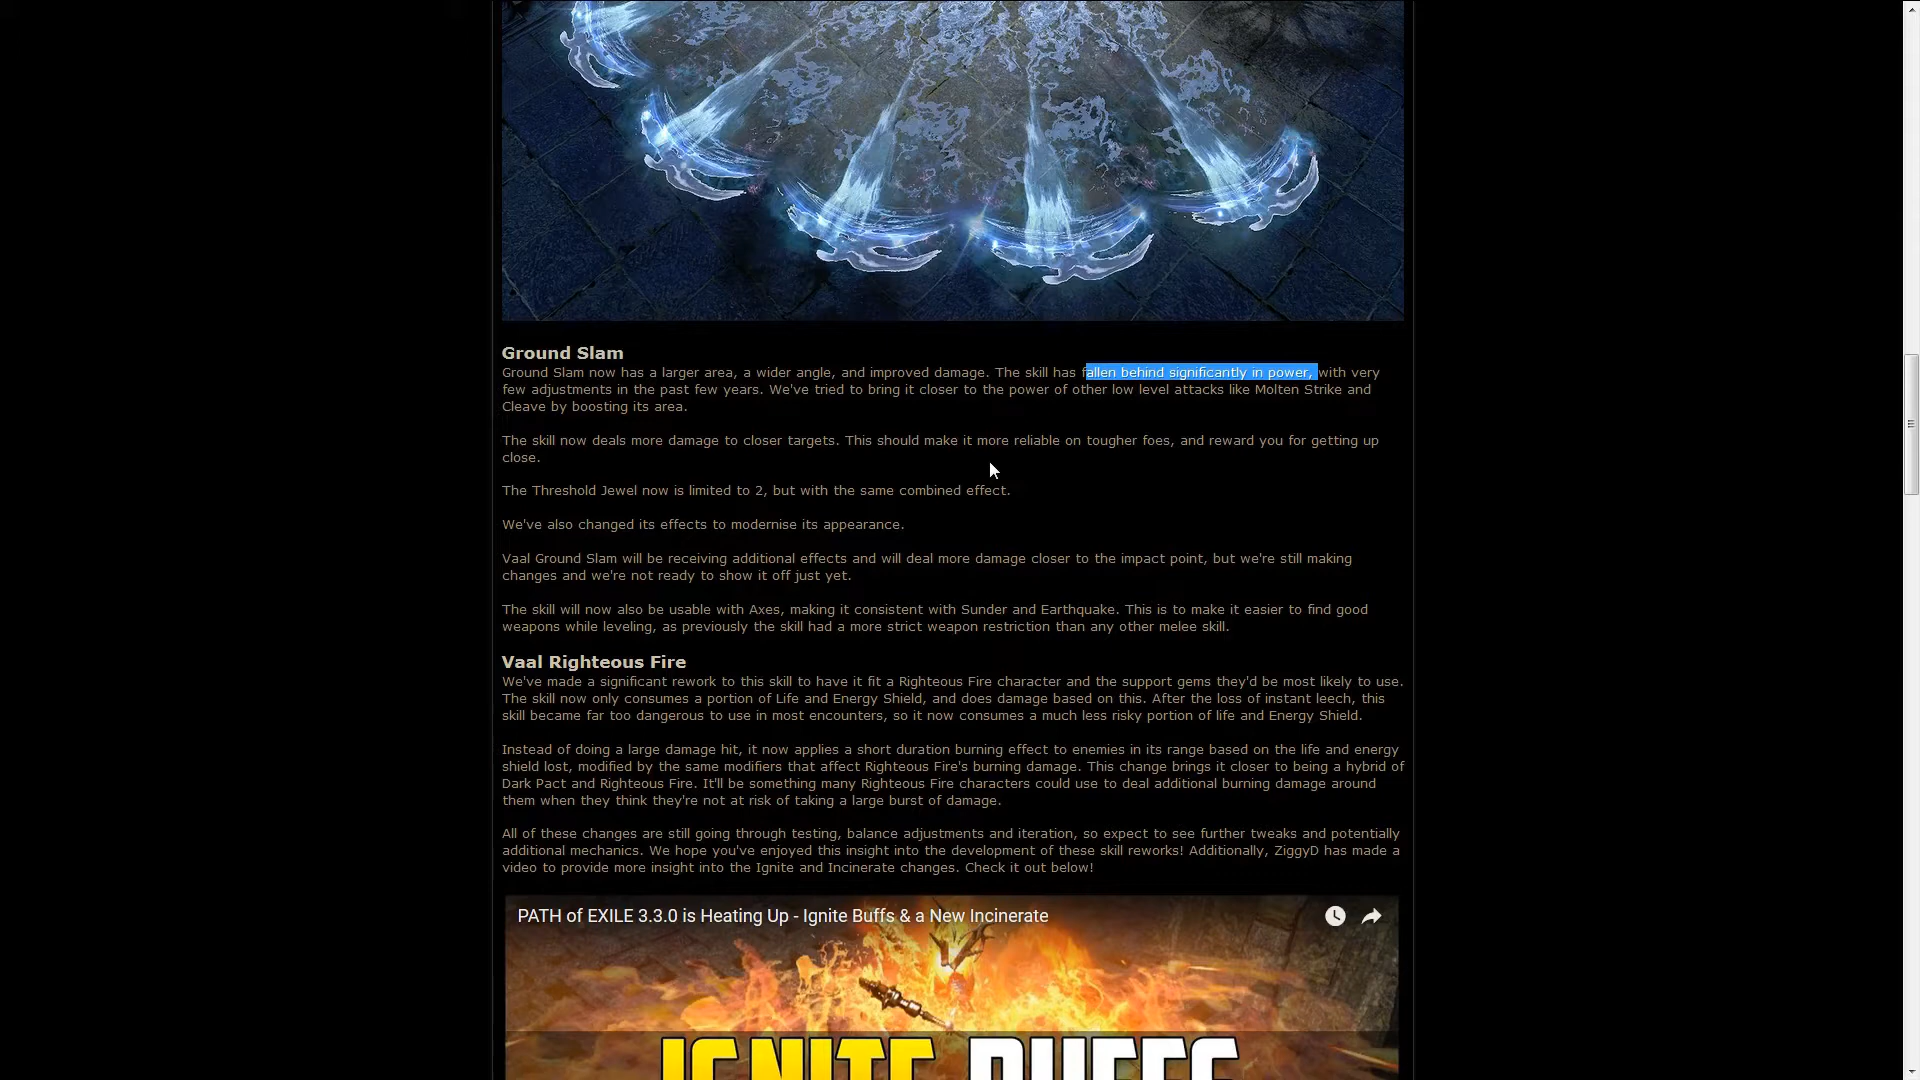 Ground Slam
Ground Slam now has a larger area, a wider angle, and improved damage. The skill has fallen behind significantly in power, with very
few adjustments in the past few years. We've tried to bring it closer to the power of other low level attacks like Molten Strike and
Cleave by boosting its area.
The skill now deals more damage to closer targets. This should make it more reliable on tougher foes, and reward you for getting up
close.
The Threshold Jewel now is limited to 2, but with the same combined effect.
We've also changed its effects to modernise its appearance.
Vaal Ground Slam will be receiving additional effects and will deal more damage closer to the impact point, but we're still making
changes and we're not ready to show it off just yet.
The skill will now also be usable with Axes, making it consistent with Sunder and Earthquake. This is to make it easier to find good
weapons while leveling, as previously the skill had a more strict weapon restriction than any other melee skill.
Vaal Righteous Fire
We've made a significant rework to this skill to have it fit a Righteous Fire character and the support gems they'd be most likely to use.
The skill now only consumes a portion of Life and Energy Shield, and does damage based on this. After the loss of instant leech, this
skill became far too dangerous to use in most encounters, so it now consumes a much less risky portion of life and Energy Shield.
Instead of doing a large damage hit, it now applies a short duration burning effect to enemies in its range based on the life and energy
shield lost, modified by the same modifiers that affect Righteous Fire's burning damage. This change brings it closer to being a hybrid of
Dark Pact and Righteous Fire. It'll be something many Righteous Fire characters could use to deal additional burning damage around
them when they think they're not at risk of taking a large burst of damage.
All of these changes are still going through testing, balance adjustments and iteration, so expect to see further tweaks and potentially
additional mechanics. We hope you've enjoyed this insight into the development of these skill reworks! Additionally, ZiggyD has made a
video to provide more insight into the Ignite and Incinerate changes. Check it out below!
PATH of EXILE 3.3.0 is Heating Up - Ignite Buffs & a New Incinerate
IGNITE BUFFS